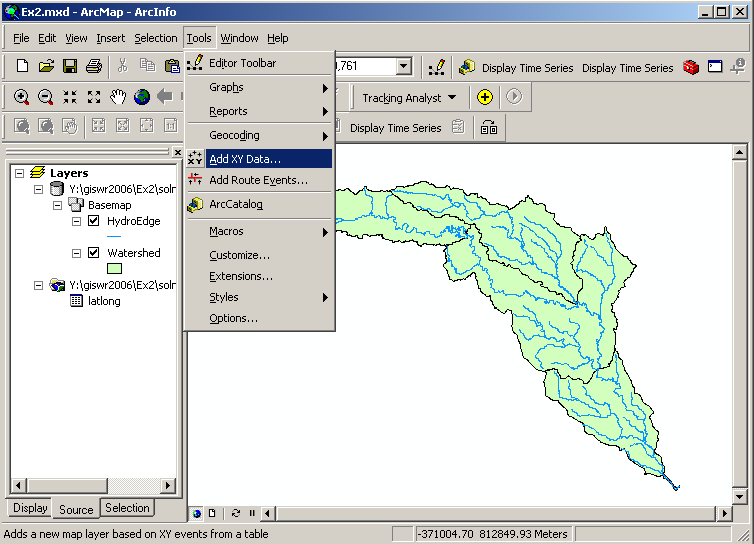 Ex2.mxd - ArcMap - ArcInfo
File Edit View Insert Selection Tools Window Help
,761 Display Time Series Display Time Series
Tracking Analyst
Display Time Series
Editor Toolbar
Graphs
Reports
Geocoding
Add XY Data...
Add Route Events...
ArcCatalog
Macros
Customize...
Extensions...
Styles
Options...
Layers
Y:\giswr2006\Ex2\soln
Basemap
HydroEdge
Watershed
Y:\giswr2006\Ex2\soln
latlong
Display Source Selection
Adds a new map layer based on XY events from a table
-371004.70 812849.93 Meters